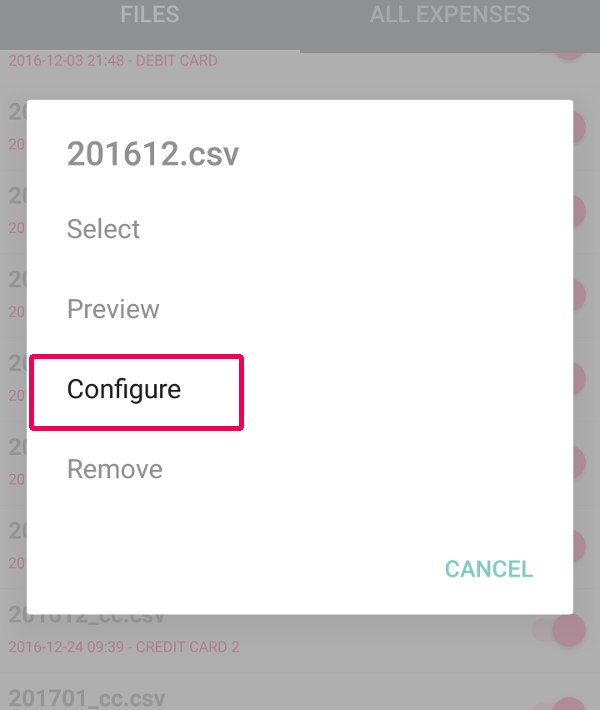 FILES
ALL EXPENSES
2016-12-03 21:48 - DEBIT CARD
201612.csv
Select
Preview
Configure
Remove
CANCEL
201612_cc.csv
2016-12-24 09:39 - CREDIT CARD 2
201701_cc.csv